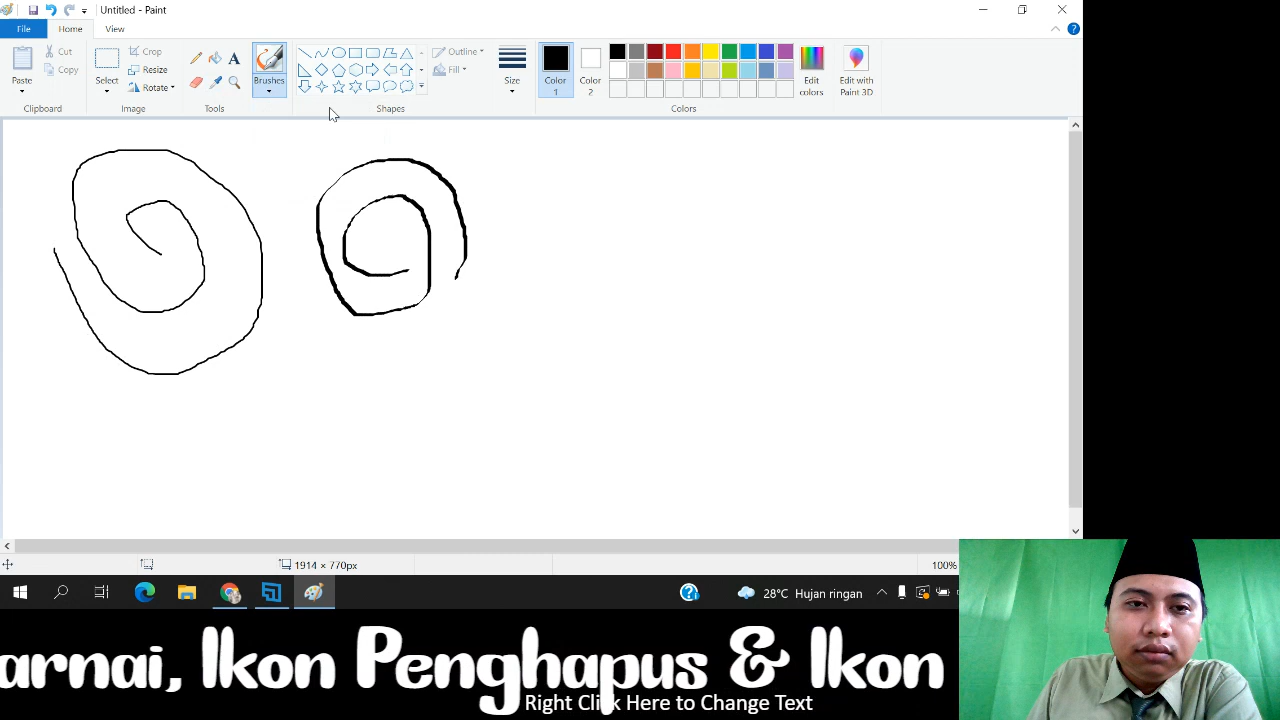 Untitled - Paint
File
Home
View
Paste
Cut
Copy
Clipboard
Select
Crop
Resize
Rotate
Image
Tools
Brushes
Shapes
Outline
Fill
Size
Color 1
Color 2
Edit colors
Colors
Edit with Paint 3D
1914 × 770px
100%
28°C Hujan ringan
arnai, Ikon Penghapus & Ikon
Right Click Here to Change Text